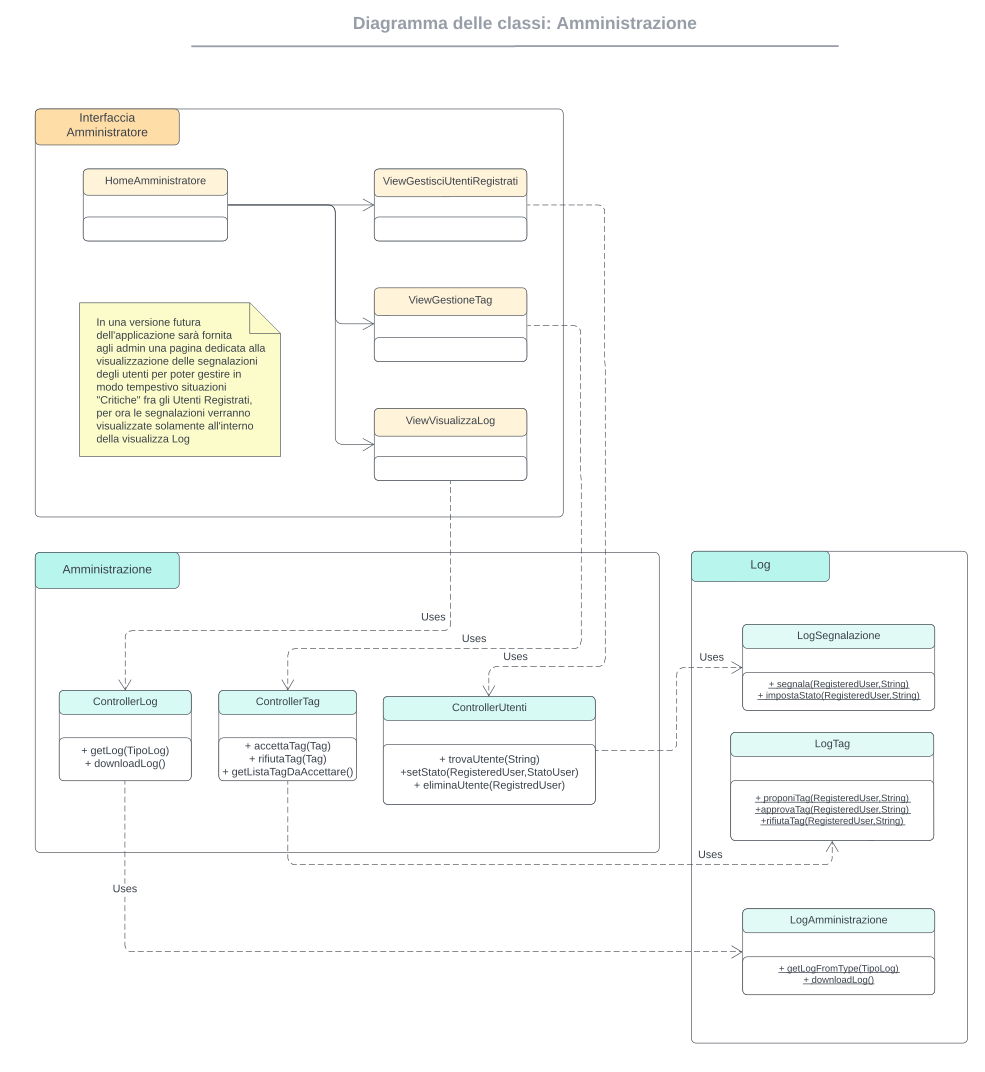 Diagramma delle classi: Amministrazione
Interfaccia
Amministratore
HomeAmministratore
ViewGestisciUtentiRegistrati
ViewGestioneTag
In una versione futura
dell'applicazione sarà fornita
agli admin una pagina dedicata alla
visualizzazione delle segnalazioni
degli utenti per poter gestire in
modo tempestivo situazioni
"Critiche" fra gli Utenti Registrati,
per ora le segnalazioni verranno
visualizzate solamente all'interno
della visualizza Log
ViewVisualizzaLog
Amministrazione
Uses
Uses
Uses
ControllerLog
+ getLog(TipoLog)
+ downloadLog()
ControllerTag
+ accettaTag(Tag)
+ rifiutaTag(Tag)
+ getListaTagDaAccettare()
ControllerUtenti
+ trovaUtente(String)
+setStato(RegisteredUser,StatoUser)
+ eliminaUtente(RegistredUser)
Log
Uses
LogSegnalazione
+ segnala(RegisteredUser,String)
+ impostaStato(RegisteredUser,String)
LogTag
+ proponiTag(RegisteredUser,String)
+approvaTag(RegisteredUser,String)
+rifiutaTag(RegisteredUser,String)
Uses
Uses
LogAmministrazione
+ getLogFromType(TipoLog)
+ downloadLog()